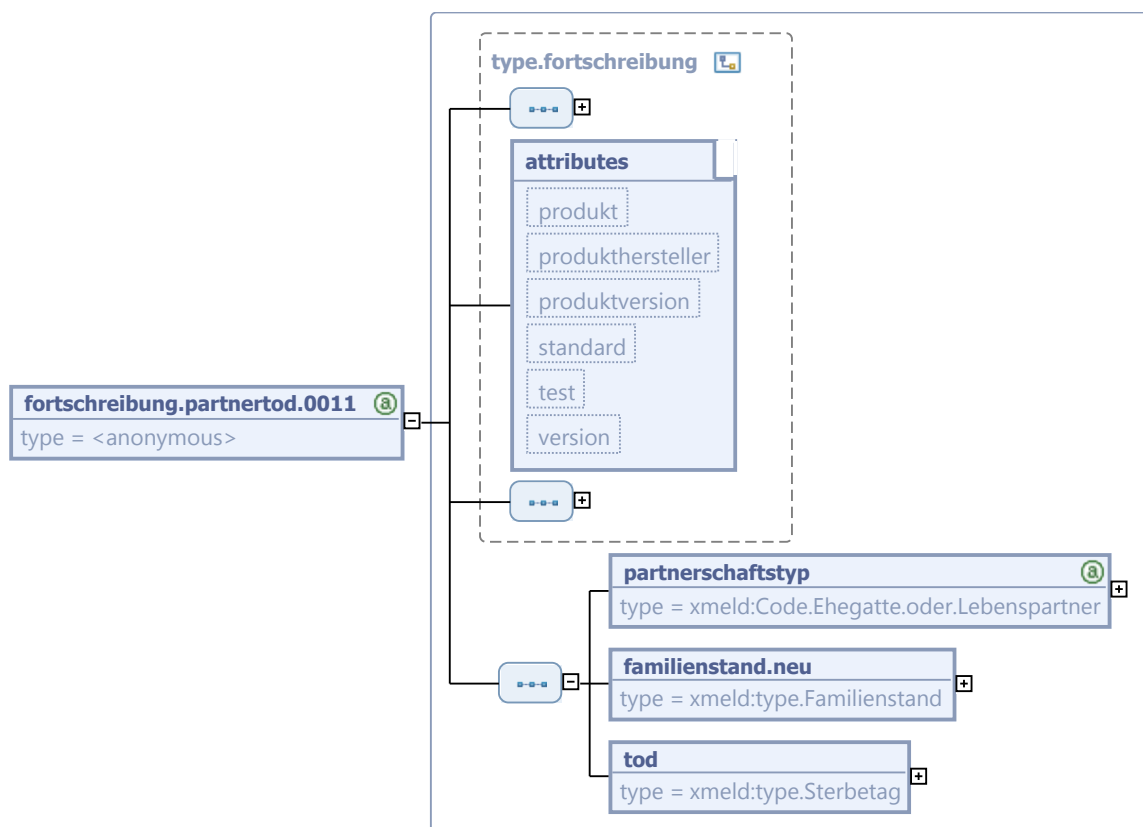 type.fortschreibung
attributes
produkt
produkthersteller
produktversion
standard
test
version
fortschreibung.partnertod.0011 a
type = <anonymous>
partnerschaftstyp a
type = xmeld:Code.Ehegatte.oder.Lebenspartner
familienstand.neu
type = xmeld:type.Familienstand
tod
type = xmeld:type.Sterbetag